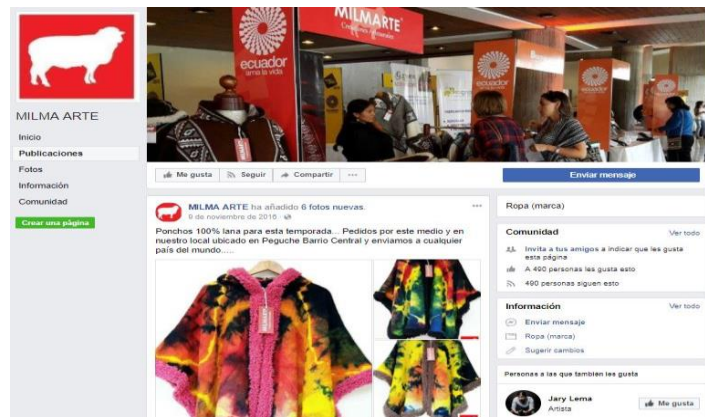 MILMA ARTE
Inicio
Publicaciones
Fotos
Información
Comunidad
Crear una página
MILMARTE
ecuador
ama la vida
ecuador
ama la vida
ecuador
Me gusta
Seguir
Compartir
Enviar mensaje
MILMA ARTE ha añadido 6 fotos nuevas.
9 de noviembre de 2016
Ponchos 100% lana para esta temporada... Pedidos por este medio y en
nuestro local ubicado en Peguche Barrio Central y enviamos a cualquier
país del mundo.....
Ropa (marca)
Comunidad
Ver todo
Invita a tus amigos a indicar que les gusta
esta página
A 490 personas les gusta esto
490 personas siguen esto
Información
Ver todo
Enviar mensaje
Ropa (marca)
Sugerir cambios
Personas a las que también les gusta
Jary Lema
Artista
Me gusta